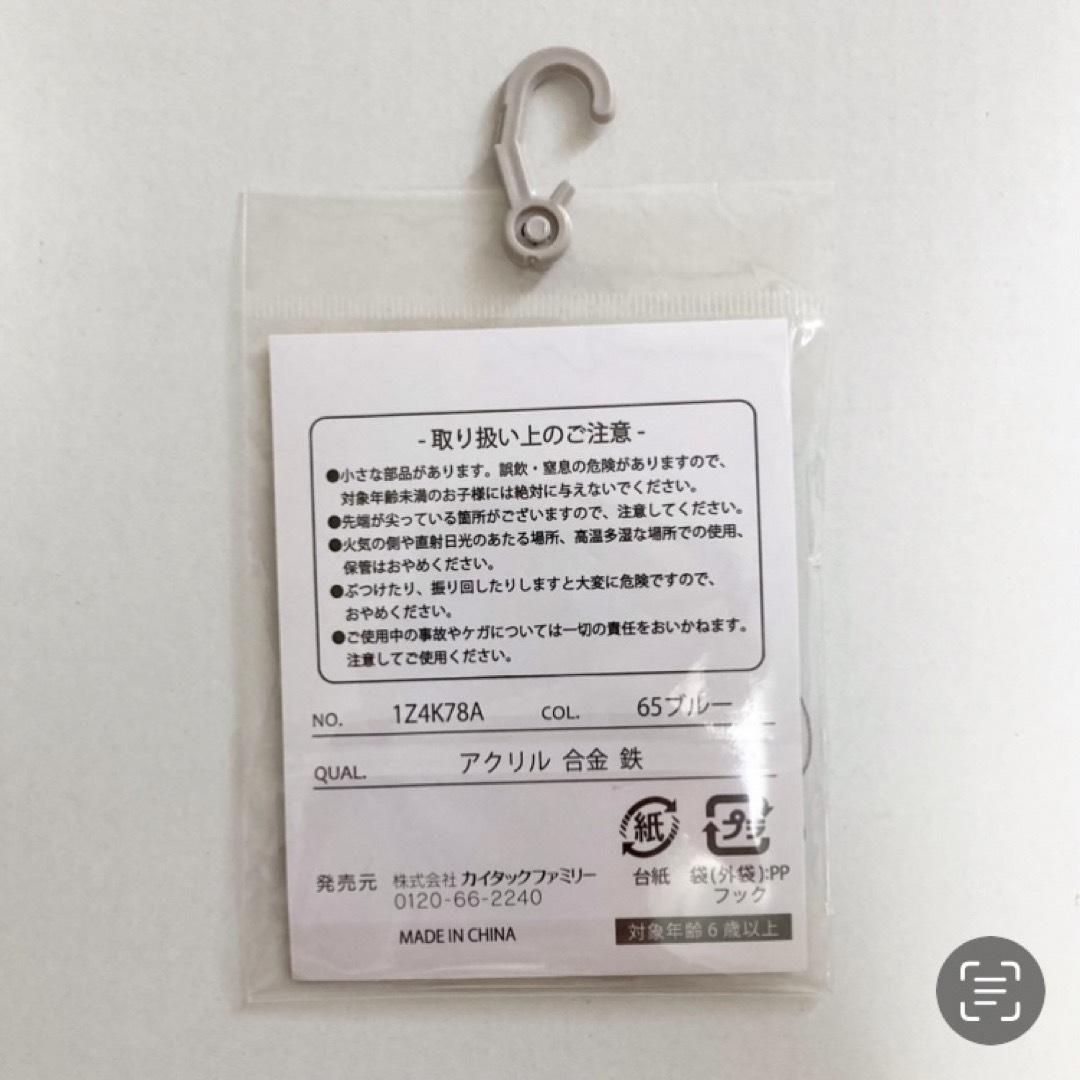 - 取り扱い上のご注意 -
●小さな部品があります。誤飲・窒息の危険がありますので、
対象年齢未満のお子様には絶対に与えないでください。
●先端が尖っている箇所がございますので、注意してください。
●火気の側や直射日光のあたる場所、高温多湿な場所での使用、
保管はおやめください。
●ぶつけたり、振り回したりしますと大変に危険ですので、
おやめください。
●ご使用中の事故やケガについては一切の責任をおいかねます。
注意してご使用ください。
NO. 1Z4K78A COL. 65ブルー
QUAL. アクリル 合金 鉄
紙 プラ
台紙 袋(外袋):PP
フック
発売元 株式会社 カイタックファミリー
0120-66-2240
MADE IN CHINA
対象年齢6歳以上